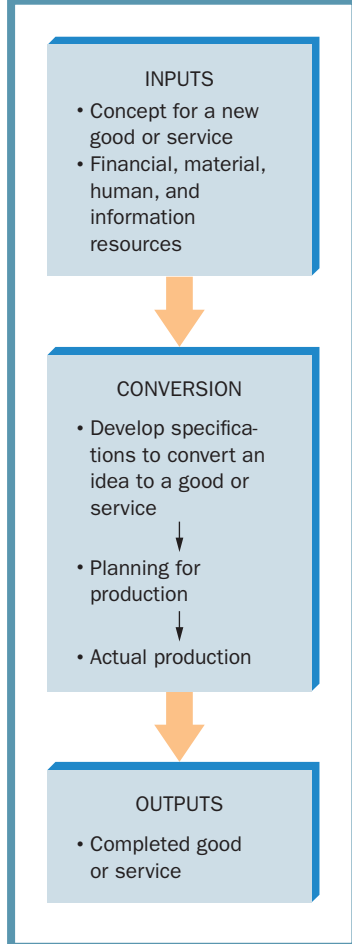 INPUTS
• Concept for a new
good or service
• Financial, material,
human, and
information
resources
CONVERSION
• Develop specifica-
tions to convert an
idea to a good or
service
• Planning for
production
• Actual production
OUTPUTS
• Completed good
or service